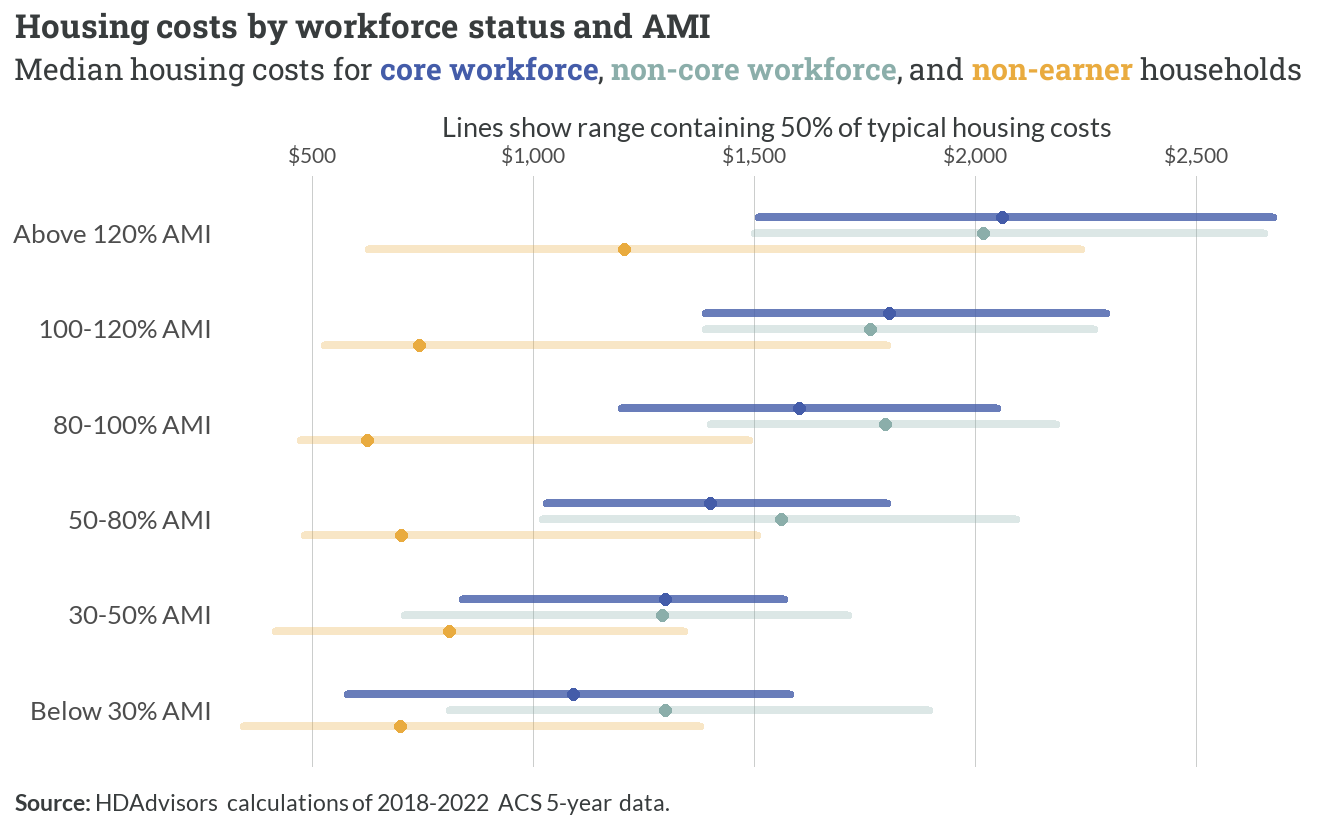 Housing costs by workforce status and AMI
Median housing costs for core workforce, non-core workforce, and non-earner households
Lines show range containing 50% of typical housing costs
$500 $1,000 $1,500 $2,000 $2,500
Above 120% AMI
100-120% AMI
80-100% AMI
50-80% AMI
30-50% AMI
Below 30% AMI
Source: HDAdvisors calculations of 2018-2022 ACS 5-year data.